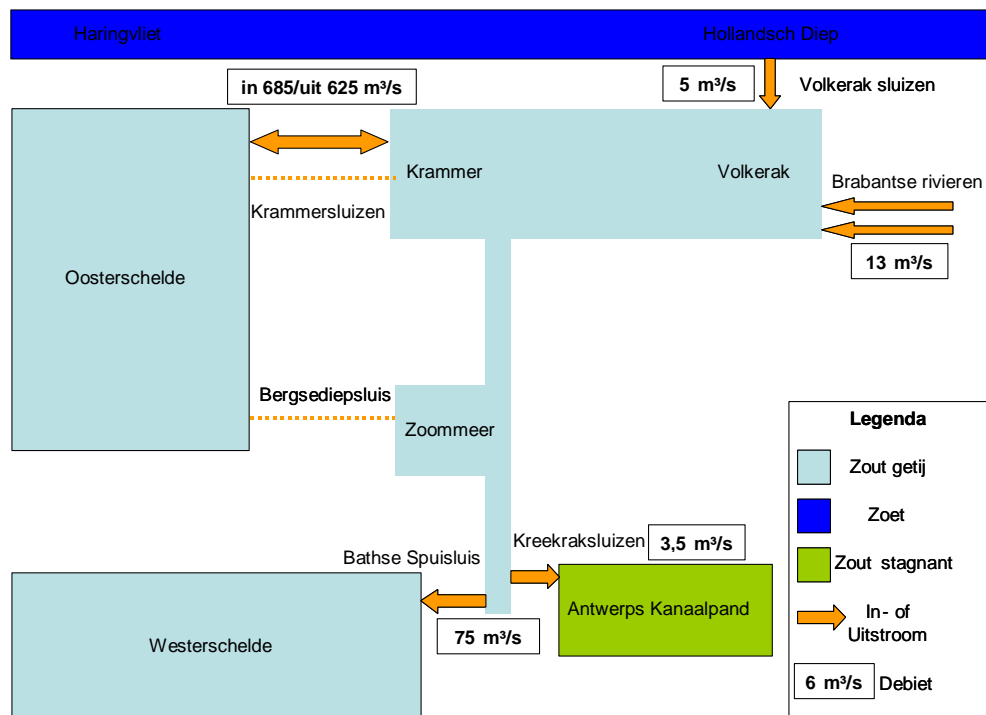 Haringvliet
Hollandsch Diep
in 685/uit 625 m³/s
5 m³/s
Volkerak sluizen
Krammer
Volkerak
Brabantse rivieren
Krammersluizen
13 m³/s
Oosterschelde
Bergsediepsluis
Zoommeer
Kreekraksluizen
3,5 m³/s
Bathse Spuisluis
Antwerps Kanaalpand
75 m³/s
Westerschelde
Legenda
Zout getij
Zoet
Zout stagnant
In- of
Uitstroom
6 m³/s Debiet